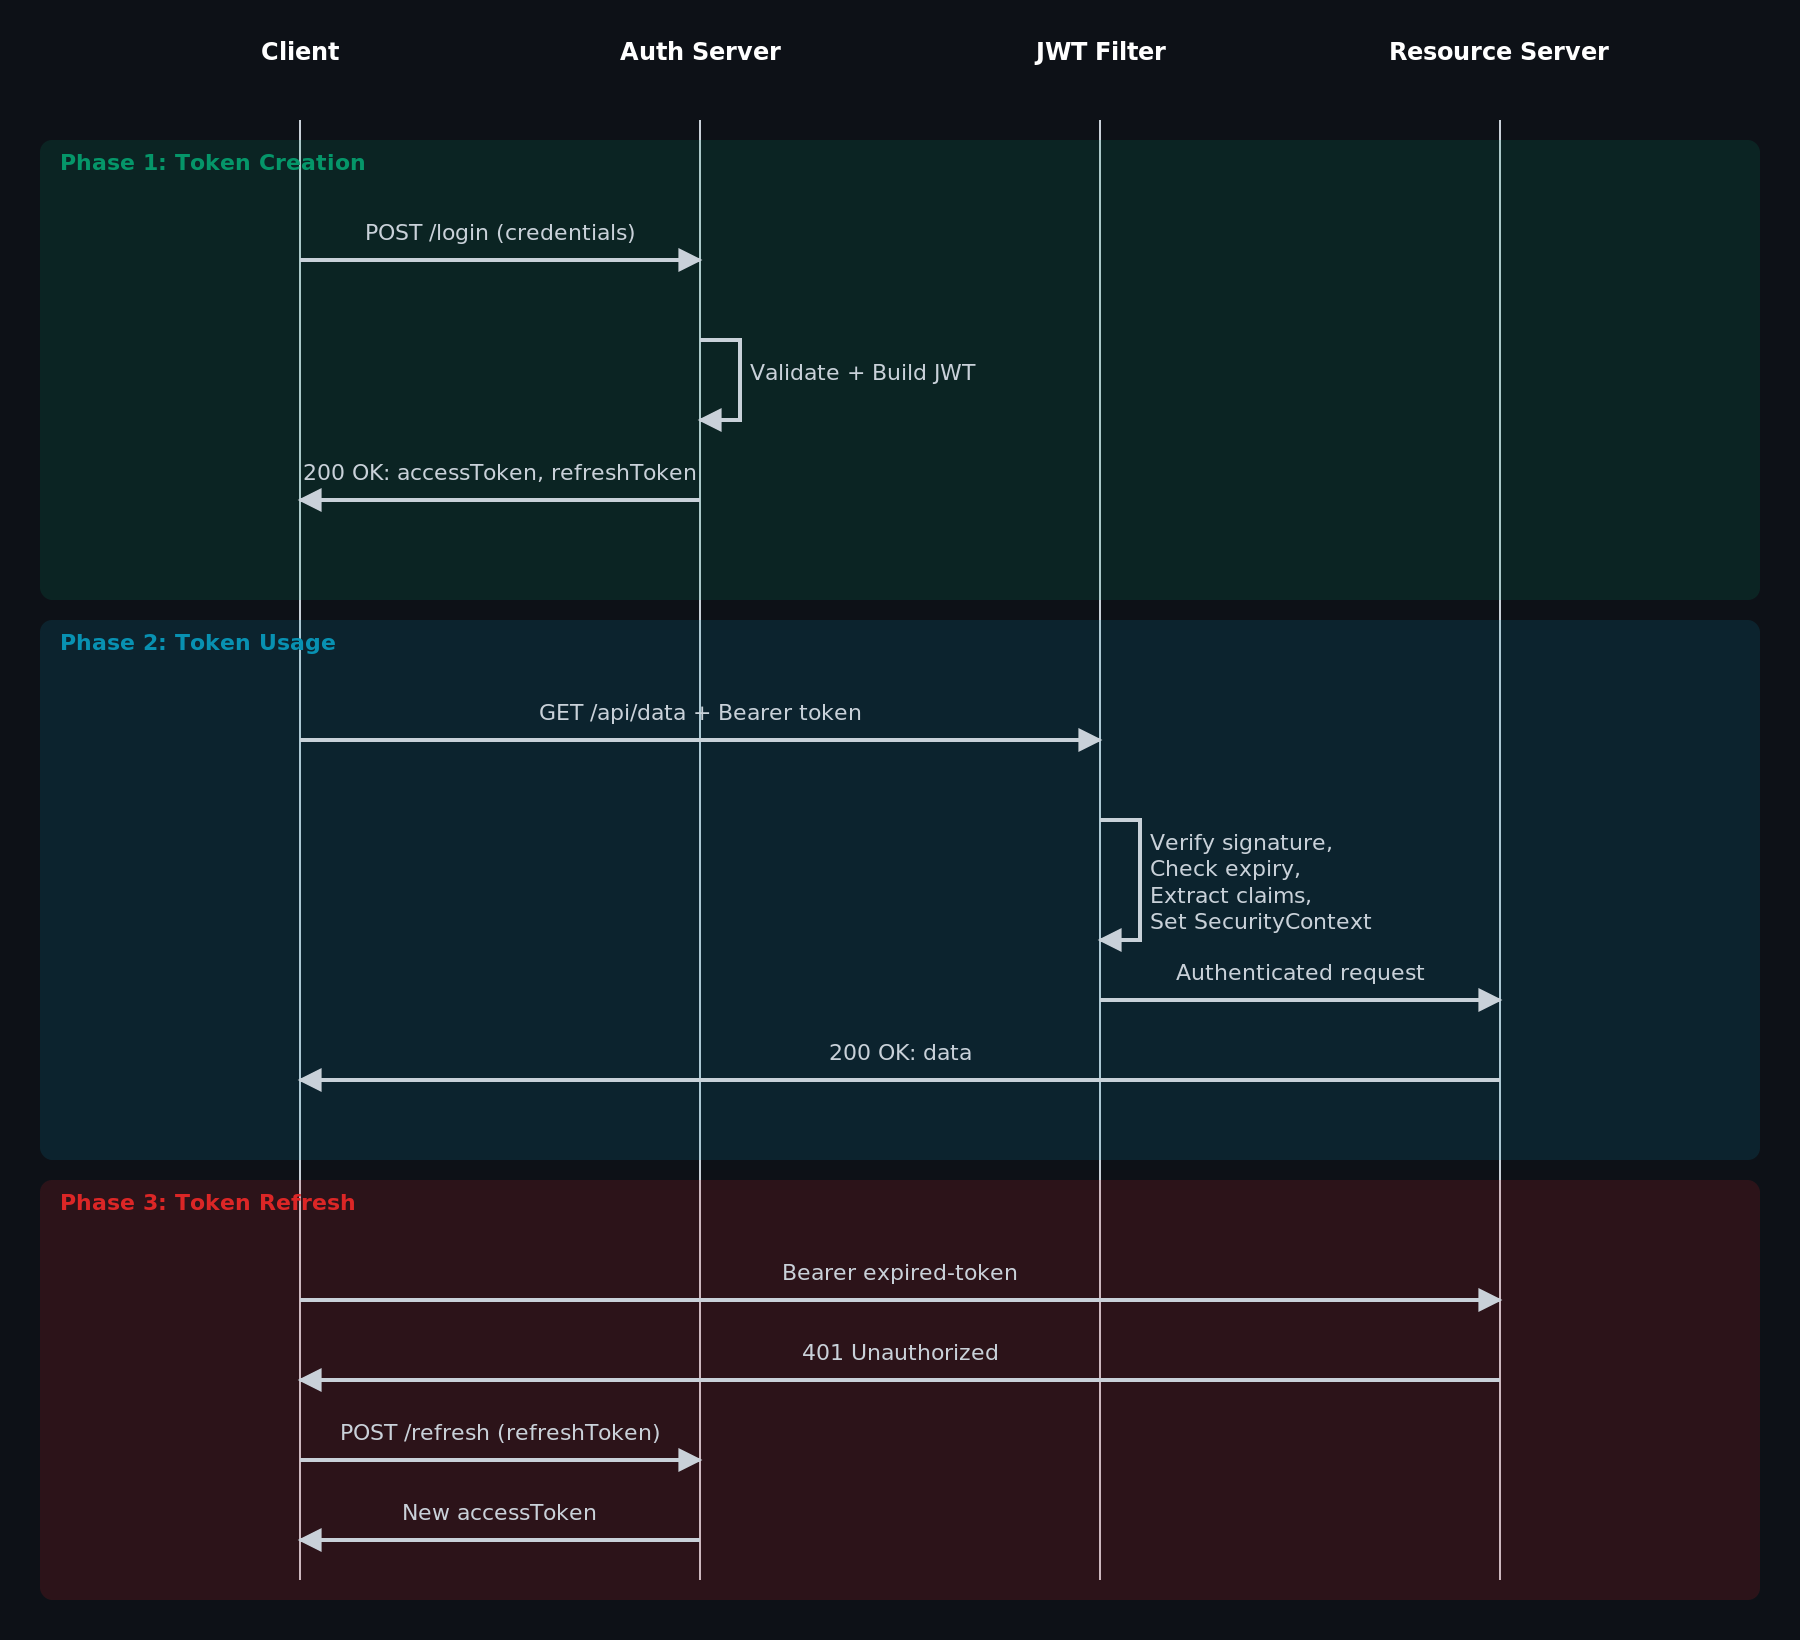 Client
Auth Server
JWT Filter
Resource Server
Phase 1: Token Creation
POST /login (credentials)
Validate + Build JWT
200 OK: accessToken, refreshToken
Phase 2: Token Usage
GET /api/data + Bearer token
Verify signature,
Check expiry,
Extract claims,
Set SecurityContext
Authenticated request
200 OK: data
Phase 3: Token Refresh
Bearer expired-token
401 Unauthorized
POST /refresh (refreshToken)
New accessToken